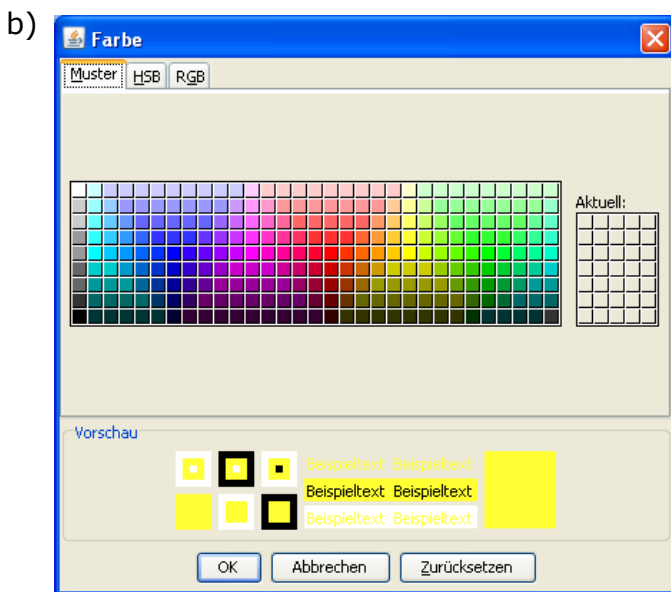 b)
Farbe
Muster HSB RGB
Aktuell:
Vorschau
Beispieltext Beispieltext
Beispieltext Beispieltext
Beispieltext Beispieltext
OK Abbrechen Zurücksetzen